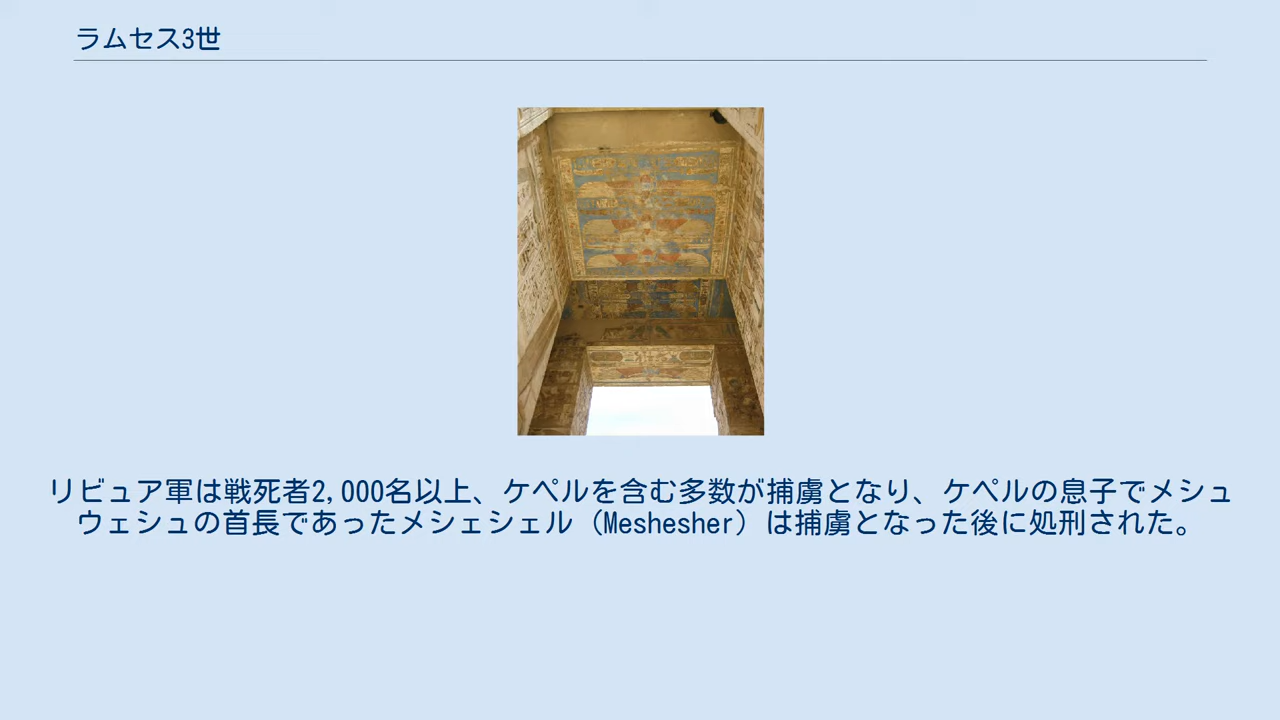 ラムセス3世
リビュア軍は戦死者2,000名以上、ケペルを含む多数が捕虜となり、ケペルの息子でメシュ
ウェシュの首長であったメシェシェル（Meshesher）は捕虜となった後に処刑された。